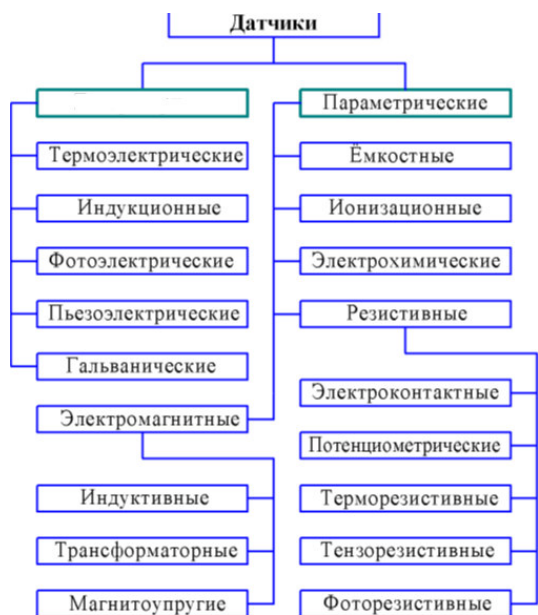 Датчики
Параметрические
Термоэлектрические
Ёмкостные
Индукционные
Ионизационные
Фотоэлектрические
Электрохимические
Пьезоэлектрические
Резистивные
Гальванические
Электроконтактные
Электромагнитные
Потенциометрические
Индуктивные
Терморезистивные
Трансформаторные
Тензорезистивные
Магнитоупругие
Фоторезистивные